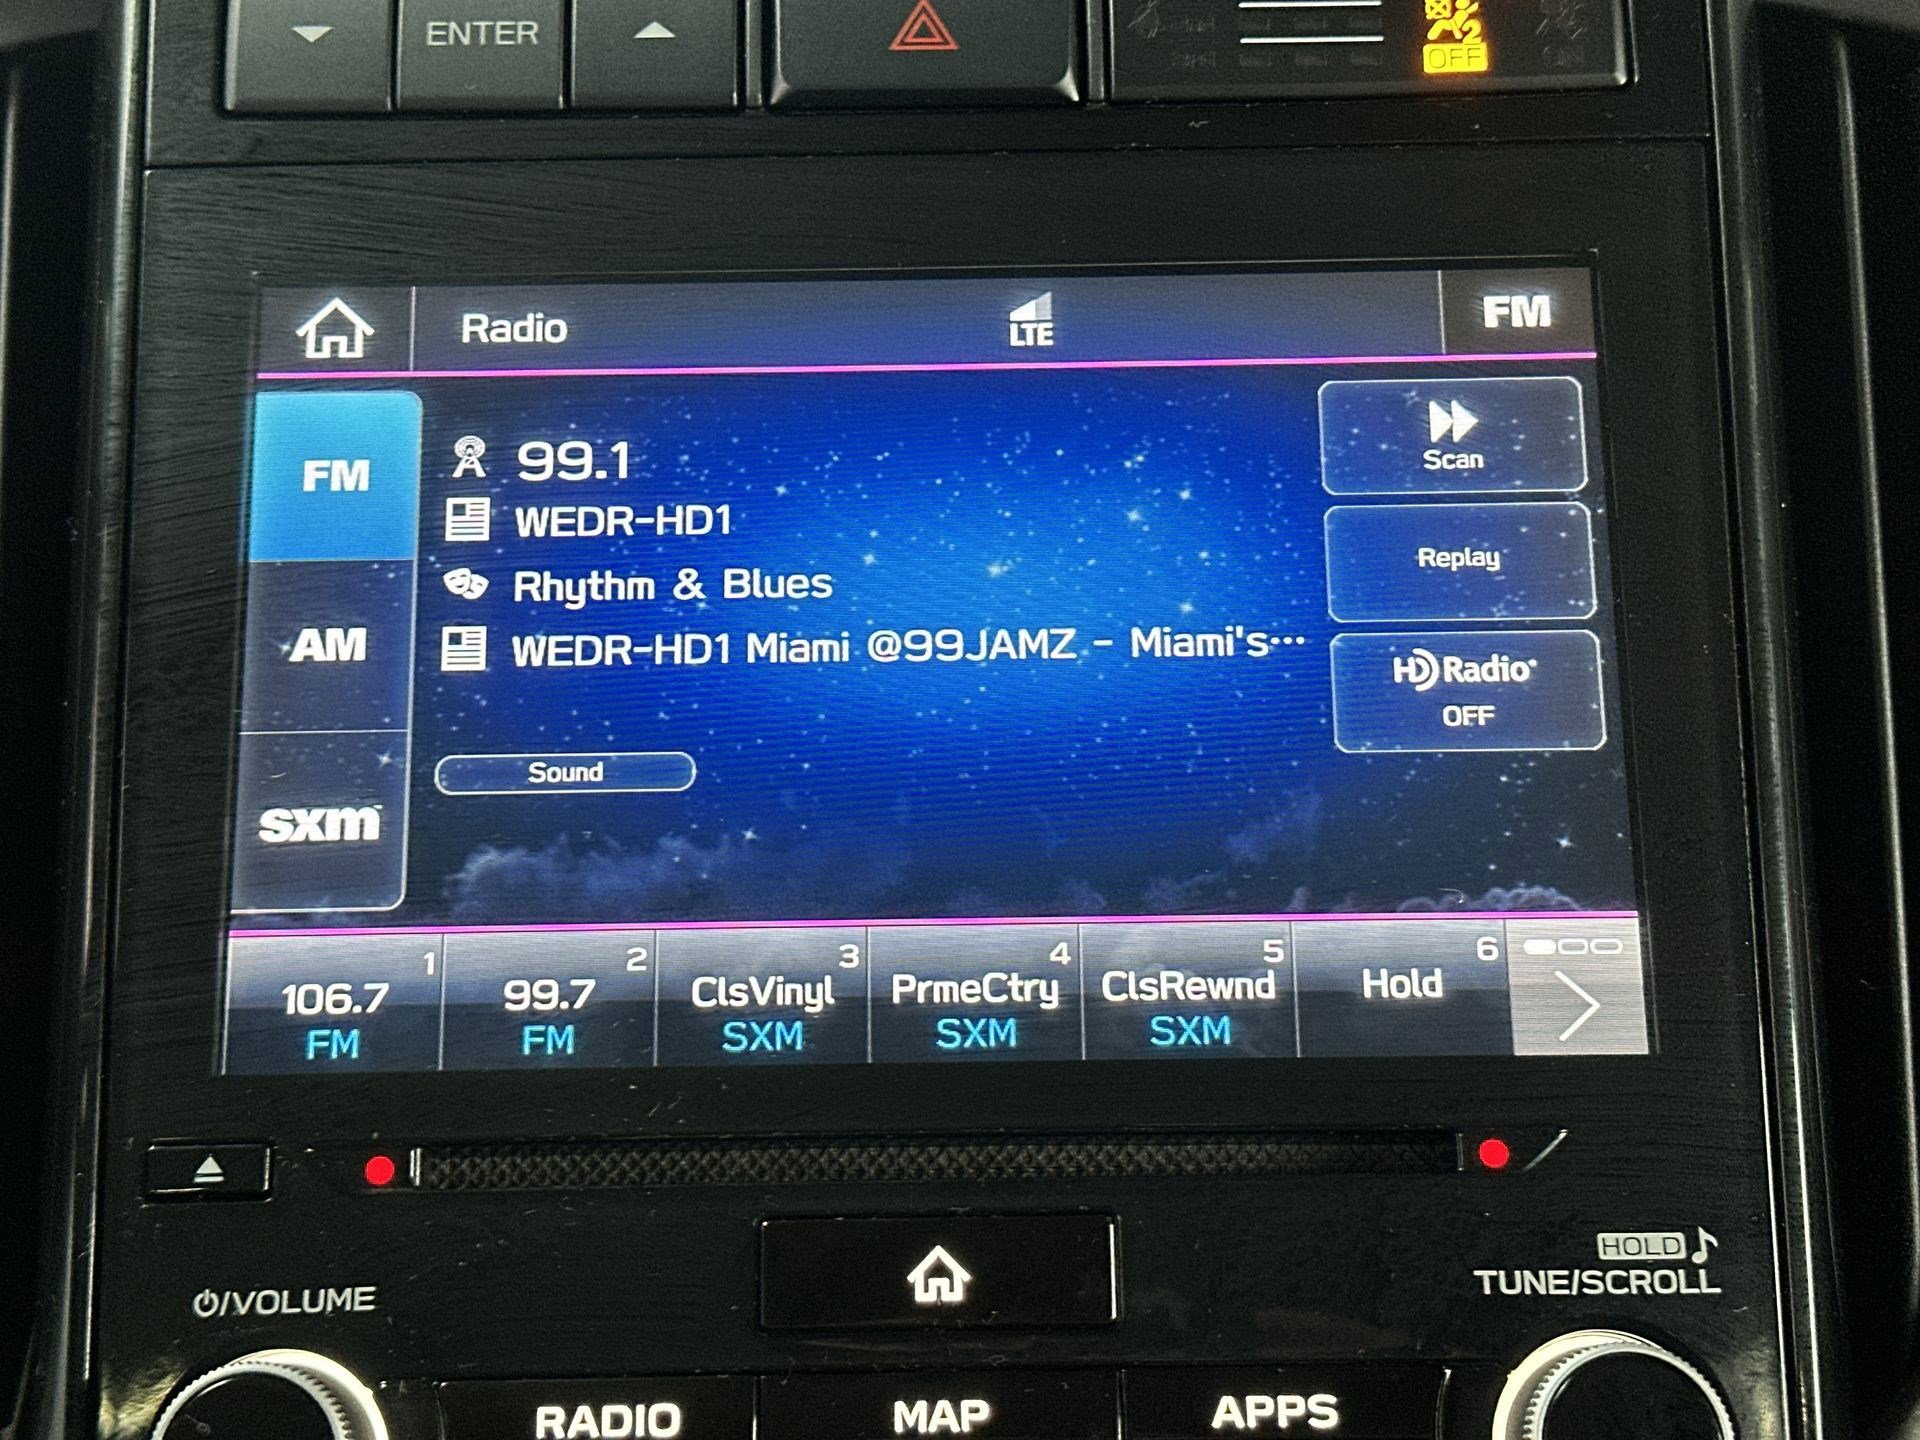 ENTER
2
OFF
Radio
LTE
FM
FM
99.1
Scan
WEDR-HD1
Replay
Rhythm & Blues
AM
WEDR-HD1 Miami @99JAMZ - Miami's...
HD Radio
OFF
Sound
sxm
1
2
3
4
5
6
106.7
99.7
ClsVinyl
PrmeCtry
ClsRewnd
Hold
FM
FM
SXM
SXM
SXM
HOLD
/VOLUME
TUNE/SCROLL
RADIO
MAP
APPS